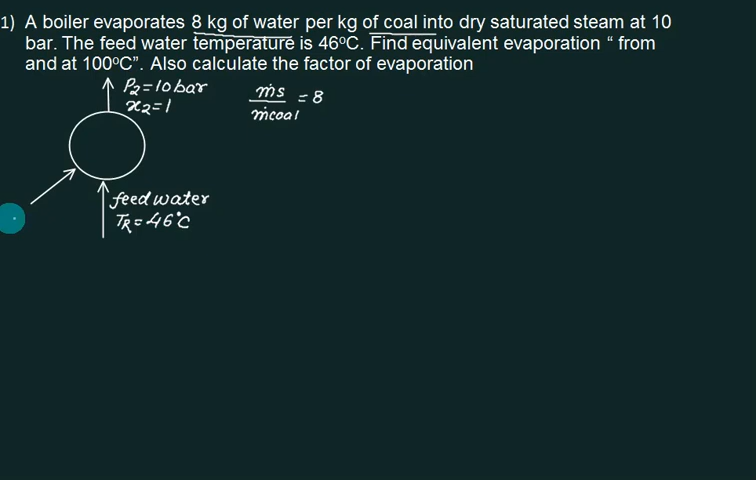 1) A boiler evaporates 8 kg of water per kg of coal into dry saturated steam at 10
bar. The feed water temperature is 46ºC. Find equivalent evaporation “ from
and at 100ºC”. Also calculate the factor of evaporation
P2=10 bar
x2=1
ṁs
/ṁcoal = 8
feed water
TR=46°C